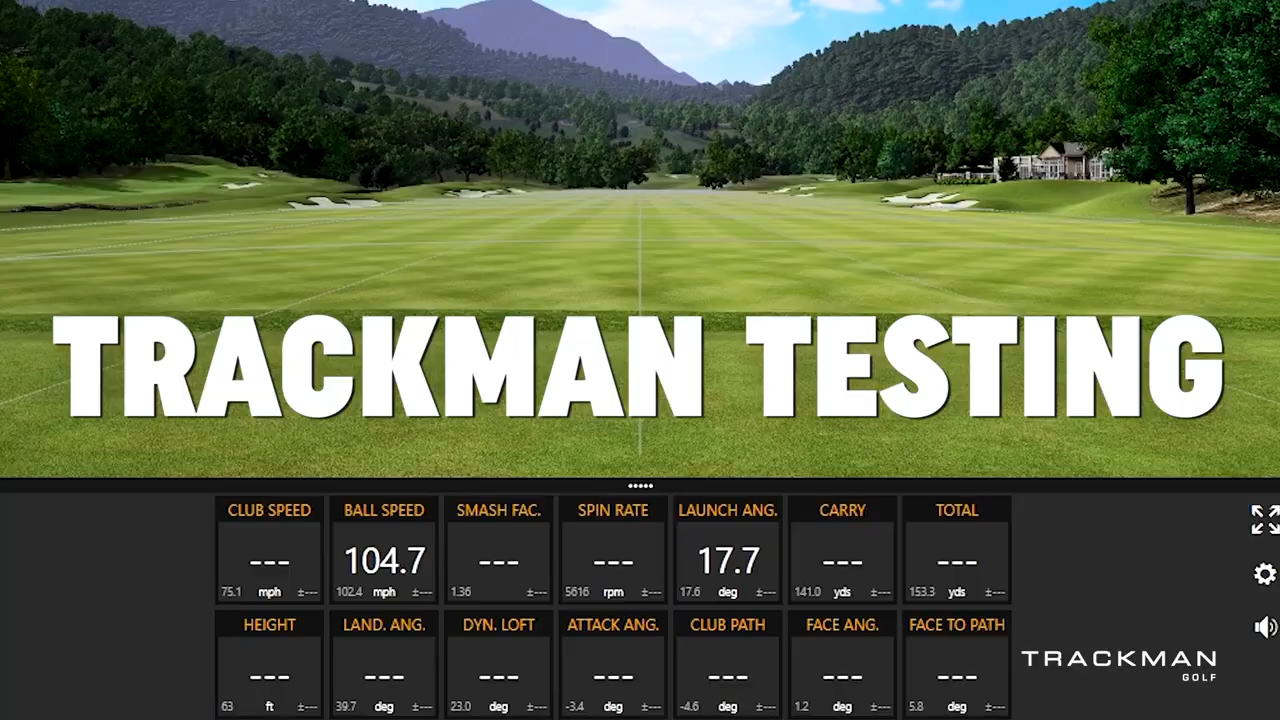 TRACKMAN TESTING
CLUB SPEED BALL SPEED SMASH FAC. SPIN RATE LAUNCH ANG. CARRY TOTAL
--- 104.7 --- --- 17.7 --- ---
75.1 mph ±--- 102.4 mph ±--- 1.36 ±--- 5616 rpm ±--- 17.6 deg ±--- 141.0 yds ±--- 153.3 yds ±---
HEIGHT LAND. ANG. DYN. LOFT ATTACK ANG. CLUB PATH FACE ANG. FACE TO PATH
--- --- --- --- --- --- ---
63 ft ±--- 39.7 deg ±--- 23.0 deg ±--- -3.4 deg ±--- -4.6 deg ±--- 1.2 deg ±--- 5.8 deg ±---
TRACKMAN
GOLF